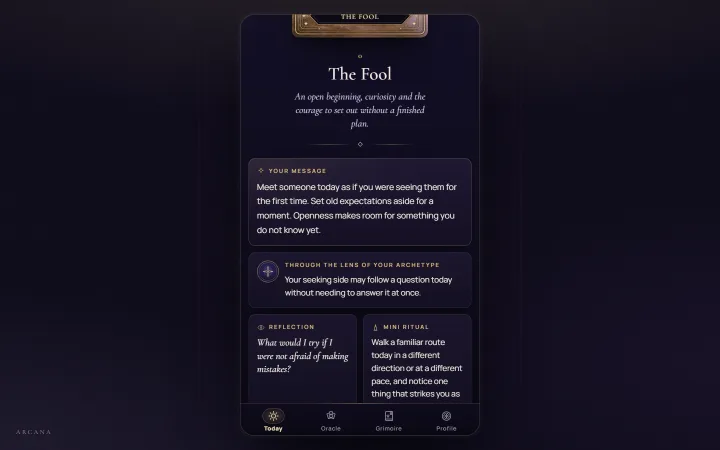 THE FOOL
0
The Fool
An open beginning, curiosity and the
courage to set out without a finished
plan.
YOUR MESSAGE
Meet someone today as if you were seeing them for
the first time. Set old expectations aside for a
moment. Openness makes room for something you
do not know yet.
THROUGH THE LENS OF YOUR ARCHETYPE
Your seeking side may follow a question today
without needing to answer it at once.
REFLECTION
What would I try if I
were not afraid of making
mistakes?
MINI RITUAL
Walk a familiar route
today in a different
direction or at a different
pace, and notice one
thing that strikes you as
Today
Oracle
Grimoire
Profile
ARCANA